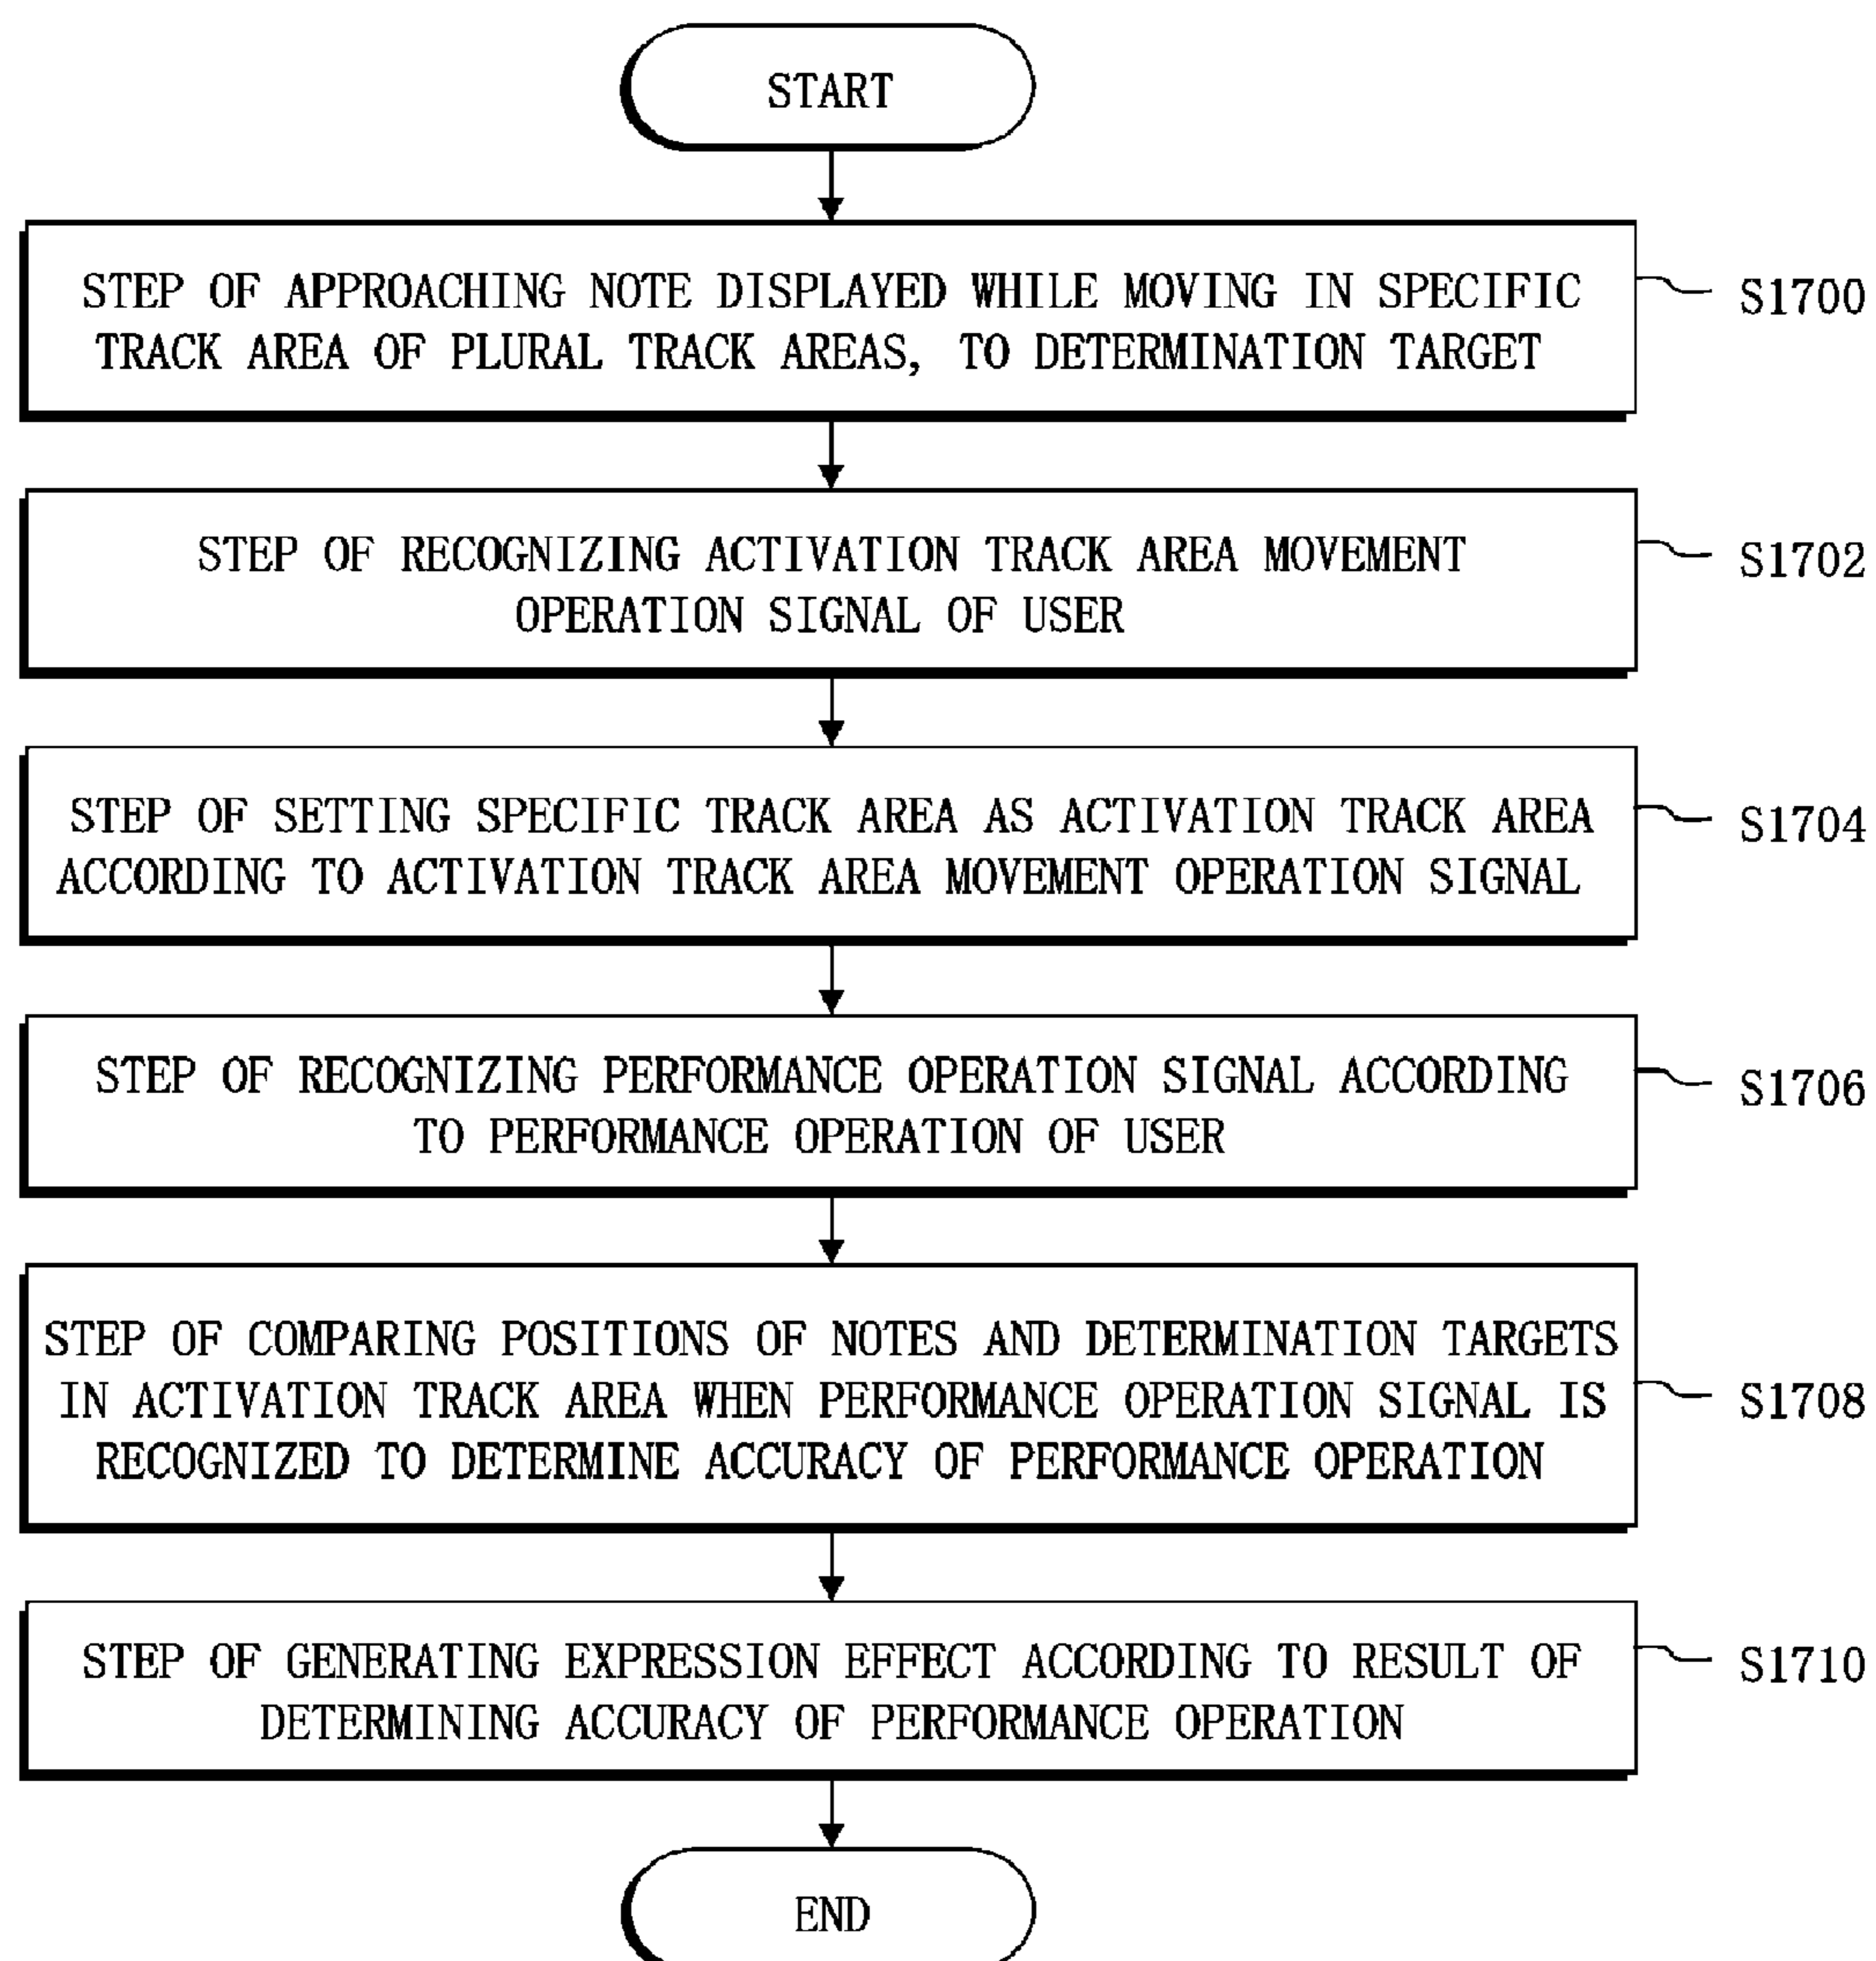 START
STEP OF APPROACHING NOTE DISPLAYED WHILE MOVING IN SPECIFIC
TRACK AREA OF PLURAL TRACK AREAS, TO DETERMINATION TARGET
S1700
STEP OF RECOGNIZING ACTIVATION TRACK AREA MOVEMENT
OPERATION SIGNAL OF USER
S1702
STEP OF SETTING SPECIFIC TRACK AREA AS ACTIVATION TRACK AREA
ACCORDING TO ACTIVATION TRACK AREA MOVEMENT OPERATION SIGNAL
S1704
STEP OF RECOGNIZING PERFORMANCE OPERATION SIGNAL ACCORDING
TO PERFORMANCE OPERATION OF USER
S1706
STEP OF COMPARING POSITIONS OF NOTES AND DETERMINATION TARGETS
IN ACTIVATION TRACK AREA WHEN PERFORMANCE OPERATION SIGNAL IS
RECOGNIZED TO DETERMINE ACCURACY OF PERFORMANCE OPERATION
S1708
STEP OF GENERATING EXPRESSION EFFECT ACCORDING TO RESULT OF
DETERMINING ACCURACY OF PERFORMANCE OPERATION
S1710
END